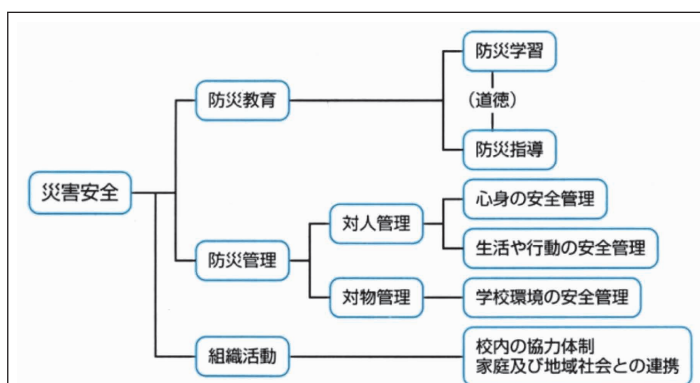 災害安全
防災教育
防災学習
(道徳)
防災指導
防災管理
対人管理
心身の安全管理
生活や行動の安全管理
対物管理
学校環境の安全管理
組織活動
校内の協力体制
家庭及び地域社会との連携